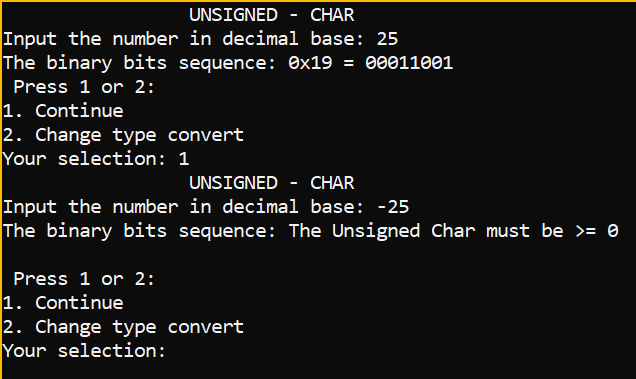 UNSIGNED - CHAR
Input the number in decimal base: 25
The binary bits sequence: 0x19 = 00011001
Press 1 or 2:
1. Continue
2. Change type convert
Your selection: 1
UNSIGNED - CHAR
Input the number in decimal base: -25
The binary bits sequence: The Unsigned Char must be >= 0
Press 1 or 2:
1. Continue
2. Change type convert
Your selection: